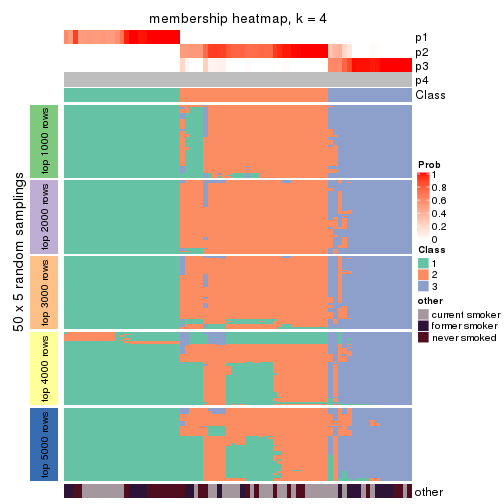 membership heatmap, k = 4
p1
p2
p3
p4
Class
50 x 5 random samplings
top 1000 rows
top 2000 rows
top 3000 rows
top 4000 rows
top 5000 rows
other
Prob
1
0.8
0.6
0.4
0.2
0
Class
1
2
3
other
current smoker
former smoker
never smoked